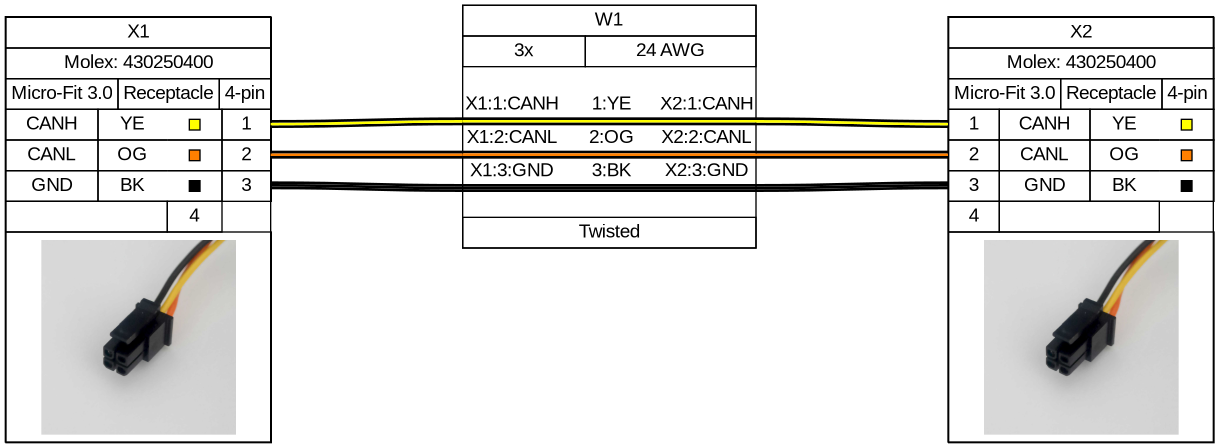 X1
Molex: 430250400
Micro-Fit 3.0 Receptacle 4-pin
CANH YE 1
CANL OG 2
GND BK 3
4
W1
3x 24 AWG
X1:1:CANH 1:YE X2:1:CANH
X1:2:CANL 2:OG X2:2:CANL
X1:3:GND 3:BK X2:3:GND
Twisted
X2
Molex: 430250400
Micro-Fit 3.0 Receptacle 4-pin
1 CANH YE
2 CANL OG
3 GND BK
4